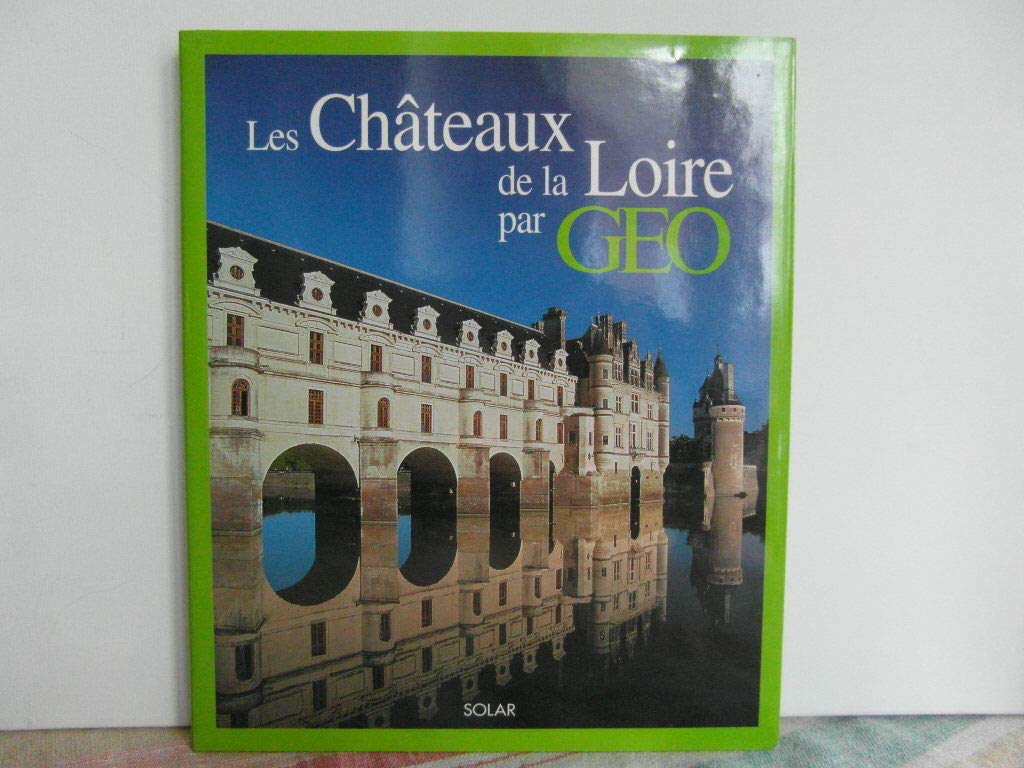 Les Châteaux
de la Loire
par GEO
SOLAR